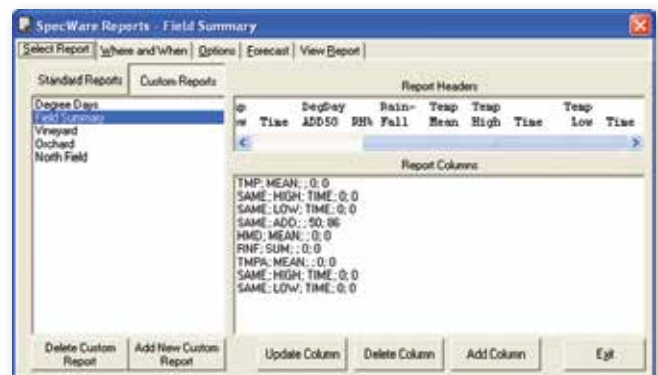 SpecWare Reports - Field Summary
Select Report Where and When Options Forecast View Report
Standard Reports Custom Reports
Degree Days
Field Summary
Vineyard
Orchard
North Field
Report Headers
DegDay Rain- Temp Temp Temp
Time ADD50 RH% Fall Mean High Time Low Time
Report Columns
TMP; MEAN; ; 0; 0
SAME; HIGH; TIME; 0; 0
SAME; LOW; TIME; 0; 0
SAME; ADD; ; 50; 86
HMD; MEAN; ; 0; 0
RNF; SUM; ; 0; 0
TMPA; MEAN; ; 0; 0
SAME; HIGH; TIME; 0; 0
SAME; LOW; TIME; 0; 0
Delete Custom Report
Add New Custom Report
Update Column Delete Column Add Column Exit